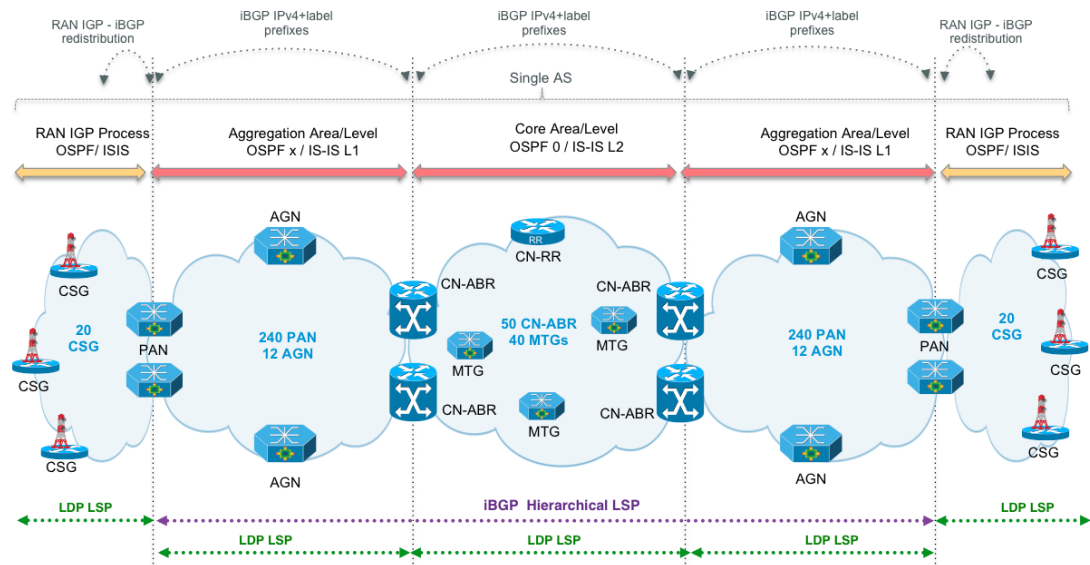 RAN IGP - iBGP
redistribution
iBGP IPv4+label
prefixes
iBGP IPv4+label
prefixes
iBGP IPv4+label
prefixes
RAN IGP - iBGP
redistribution
Single AS
RAN IGP Process
OSPF/ ISIS
Aggregation Area/Level
OSPF x / IS-IS L1
Core Area/Level
OSPF 0 / IS-IS L2
Aggregation Area/Level
OSPF x / IS-IS L1
RAN IGP Process
OSPF/ ISIS
AGN
RR
CN-RR
AGN
CSG
CN-ABR
CN-ABR
CSG
20
CSG
PAN
240 PAN
12 AGN
50 CN-ABR
40 MTGs
MTG
MTG
240 PAN
12 AGN
PAN
20
CSG
CSG
CSG
CN-ABR
MTG
CN-ABR
CSG
AGN
AGN
CSG
LDP LSP
iBGP Hierarchical LSP
LDP LSP
LDP LSP
LDP LSP
LDP LSP